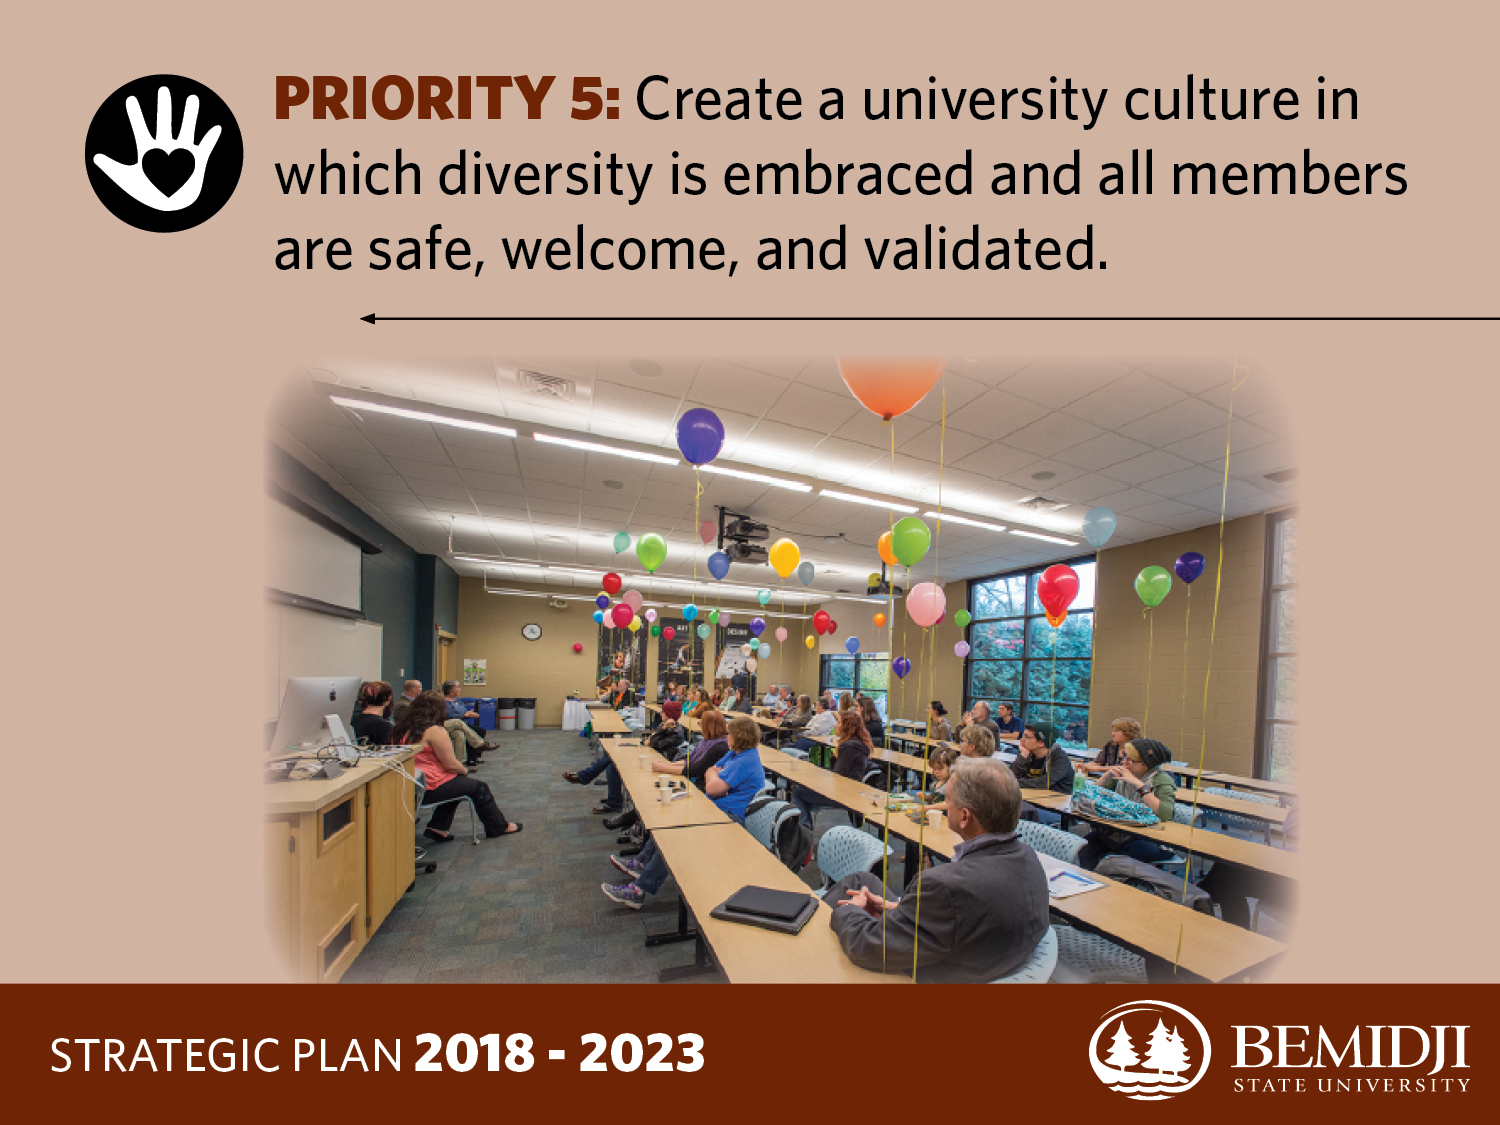 PRIORITY 5: Create a university culture in
which diversity is embraced and all members
are safe, welcome, and validated.
STRATEGIC PLAN 2018 - 2023
BEMIDJI
STATE UNIVERSITY